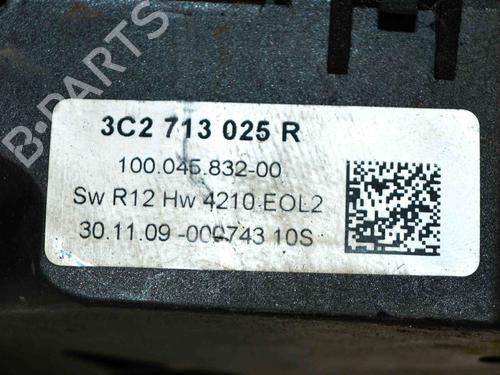 B-PARTS
3C2 713 025 R
100.045.832-00
Sw R12 Hw 4210 EOL2
30.11.09 -000743 10S